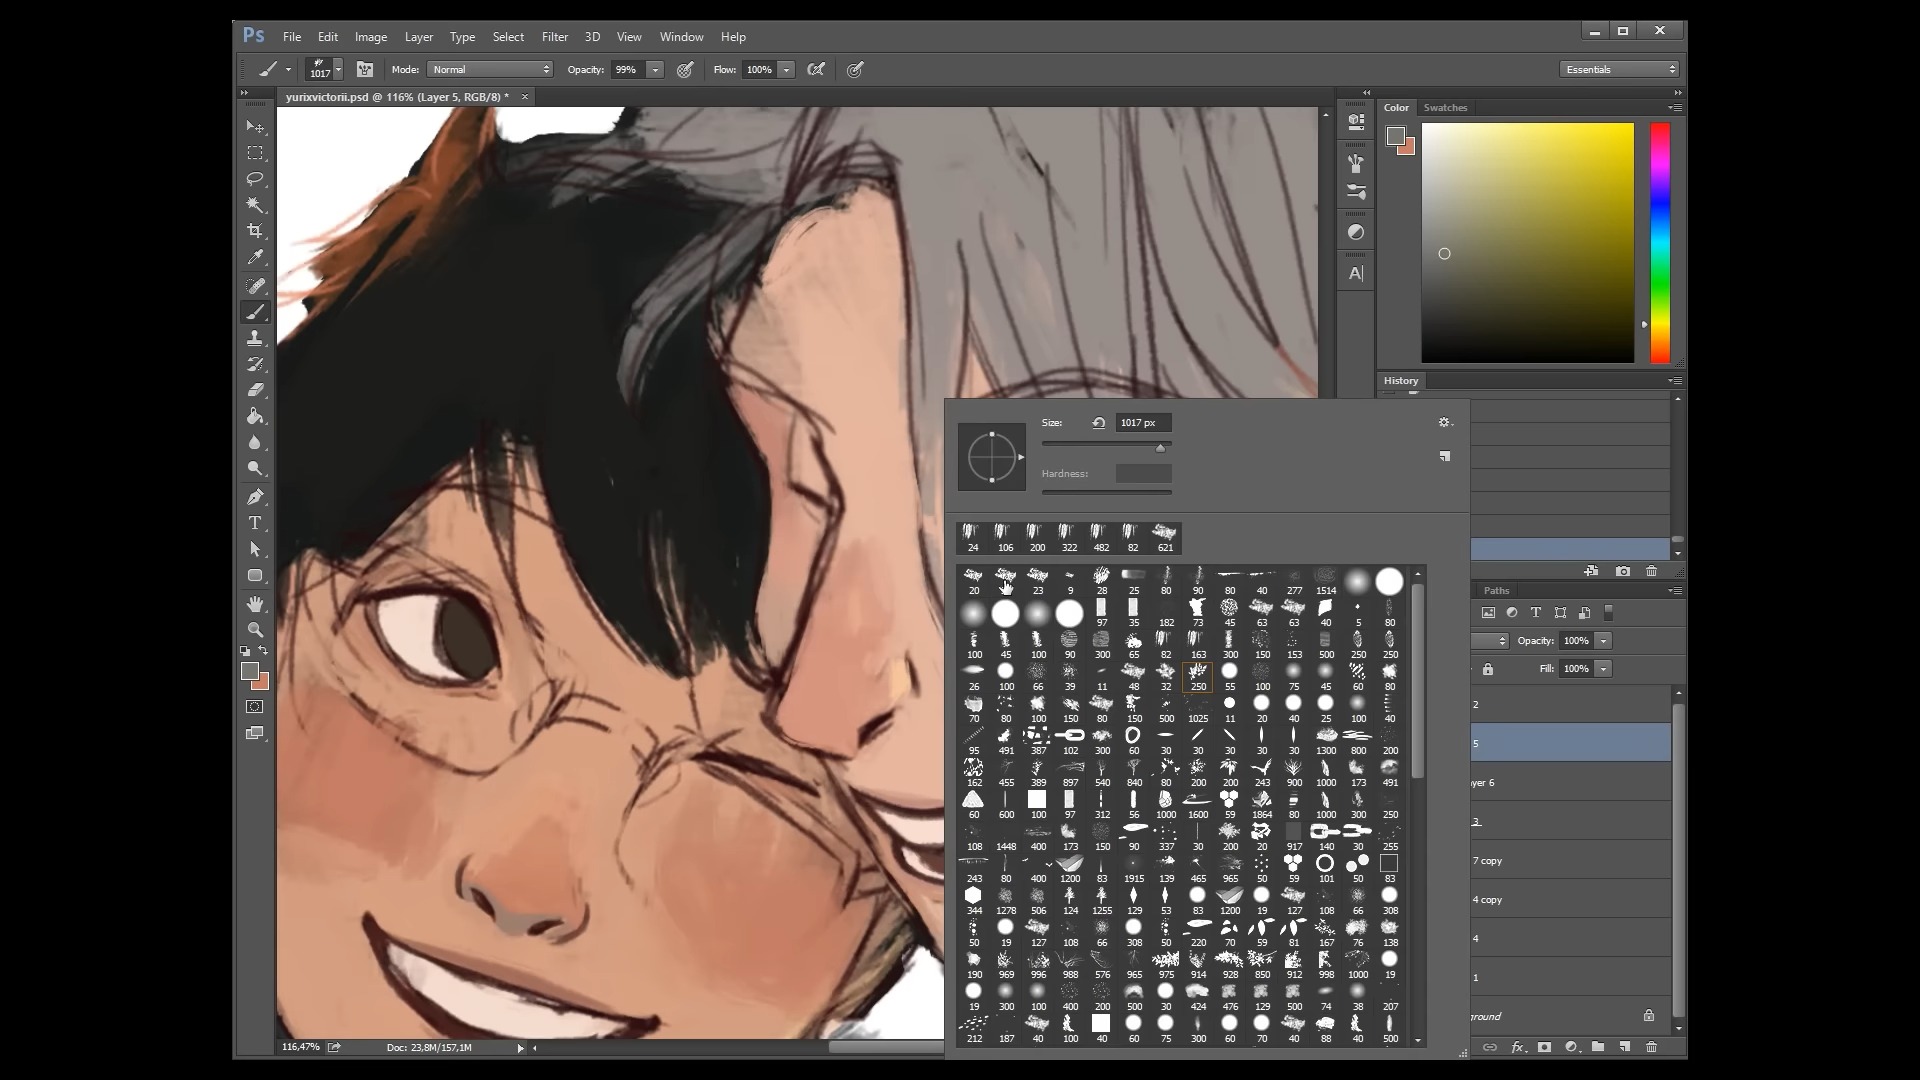 Ps File Edit Image Layer Type Select Filter 3D View Window Help
1017 Mode: Normal Opacity: 99% Flow: 100% Essentials
yurixvictorii.psd @ 116% (Layer 5, RGB/8) * ×
Color Swatches
History
Size: 1017 px
Hardness:
24 106 200 322 482 82 621
20 23 9 28 25 80 90 80 40 277 1514
97 35 182 73 45 63 63 40 5 80
100 45 100 90 300 65 82 163 300 150 153 500 250 250
26 100 66 39 11 48 32 250 55 100 75 45 60 80
70 80 100 150 80 150 500 1025 11 20 40 25 100 40
95 491 387 102 300 60 30 30 30 30 30 1300 800 200
162 455 389 897 540 840 80 200 200 243 900 1000 173 491
60 600 100 97 312 56 1000 1600 59 1864 80 1000 300 250
108 1448 400 173 150 90 337 30 200 20 917 140 30 255
243 80 400 1200 83 1915 139 465 965 50 59 101 50 83
344 1278 506 124 1255 129 53 83 1200 19 127 108 66 308
50 19 127 108 66 308 50 220 70 59 81 167 76 138
190 969 996 988 576 965 975 914 928 850 912 998 1000 19
19 300 100 400 200 500 30 424 476 129 500 74 38 207
212 187 40 100 40 60 75 300 60 70 40 88 40 500
Paths
Opacity: 100%
Fill: 100%
2
5
yer 6
3
7 copy
4 copy
4
1
ground
116,47% Doc: 23,8M/157,1M